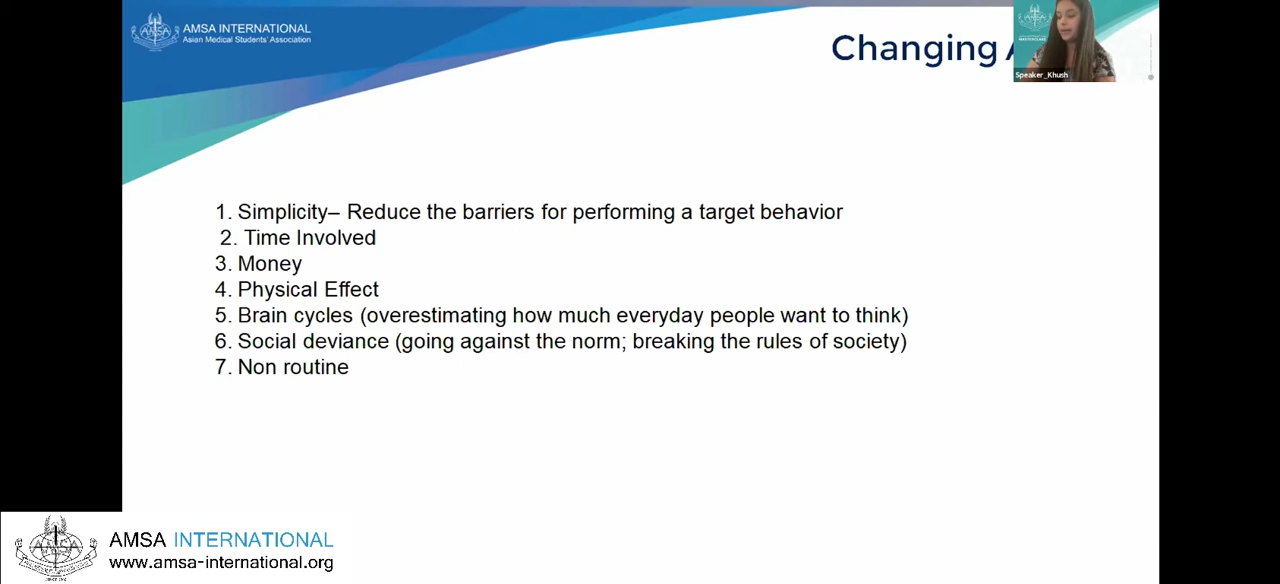 AMSA INTERNATIONAL
Asian Medical Students' Association
Changing
Speaker_Khush
1. Simplicity– Reduce the barriers for performing a target behavior
2. Time Involved
3. Money
4. Physical Effect
5. Brain cycles (overestimating how much everyday people want to think)
6. Social deviance (going against the norm; breaking the rules of society)
7. Non routine
AMSA INTERNATIONAL
www.amsa-international.org